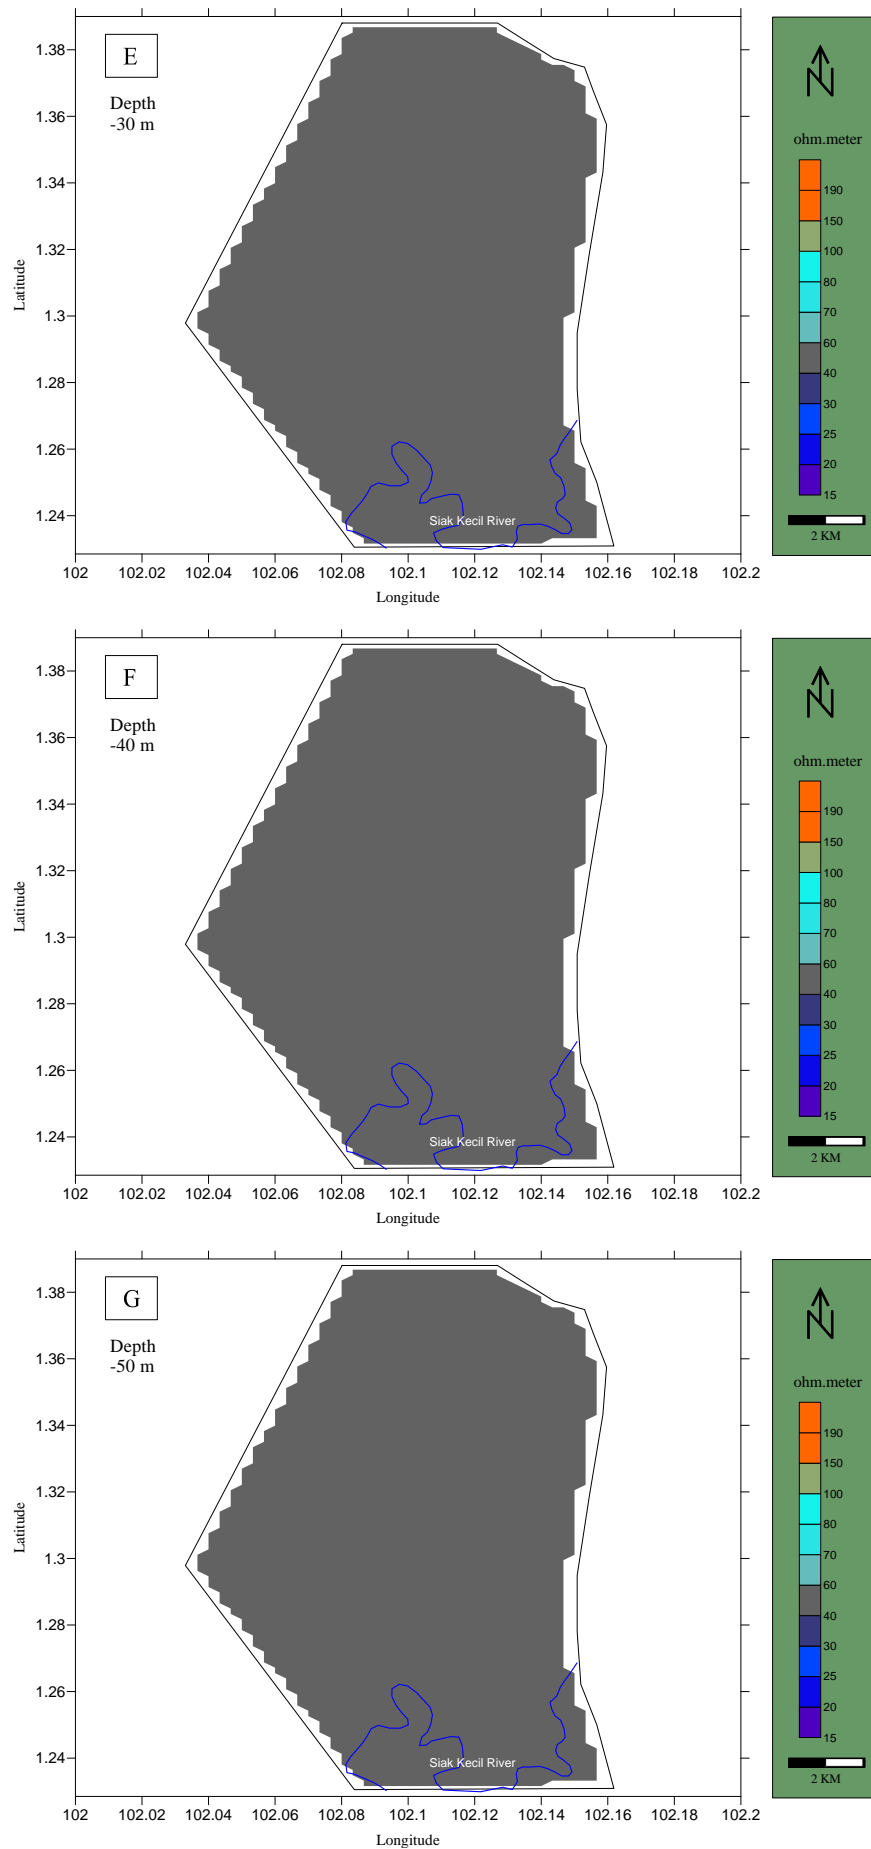 E
Depth
-30 m
1.38
1.36
1.34
1.32
1.3
1.28
1.26
1.24
Latitude
Siak Kecil River
102 102.02 102.04 102.06 102.08 102.1 102.12 102.14 102.16 102.18 102.2
Longitude
N
ohm.meter
190
150
100
80
70
60
40
30
25
20
15
2 KM
F
Depth
-40 m
1.38
1.36
1.34
1.32
1.3
1.28
1.26
1.24
Latitude
Siak Kecil River
102 102.02 102.04 102.06 102.08 102.1 102.12 102.14 102.16 102.18 102.2
Longitude
N
ohm.meter
190
150
100
80
70
60
40
30
25
20
15
2 KM
G
Depth
-50 m
1.38
1.36
1.34
1.32
1.3
1.28
1.26
1.24
Latitude
Siak Kecil River
102 102.02 102.04 102.06 102.08 102.1 102.12 102.14 102.16 102.18 102.2
Longitude
N
ohm.meter
190
150
100
80
70
60
40
30
25
20
15
2 KM